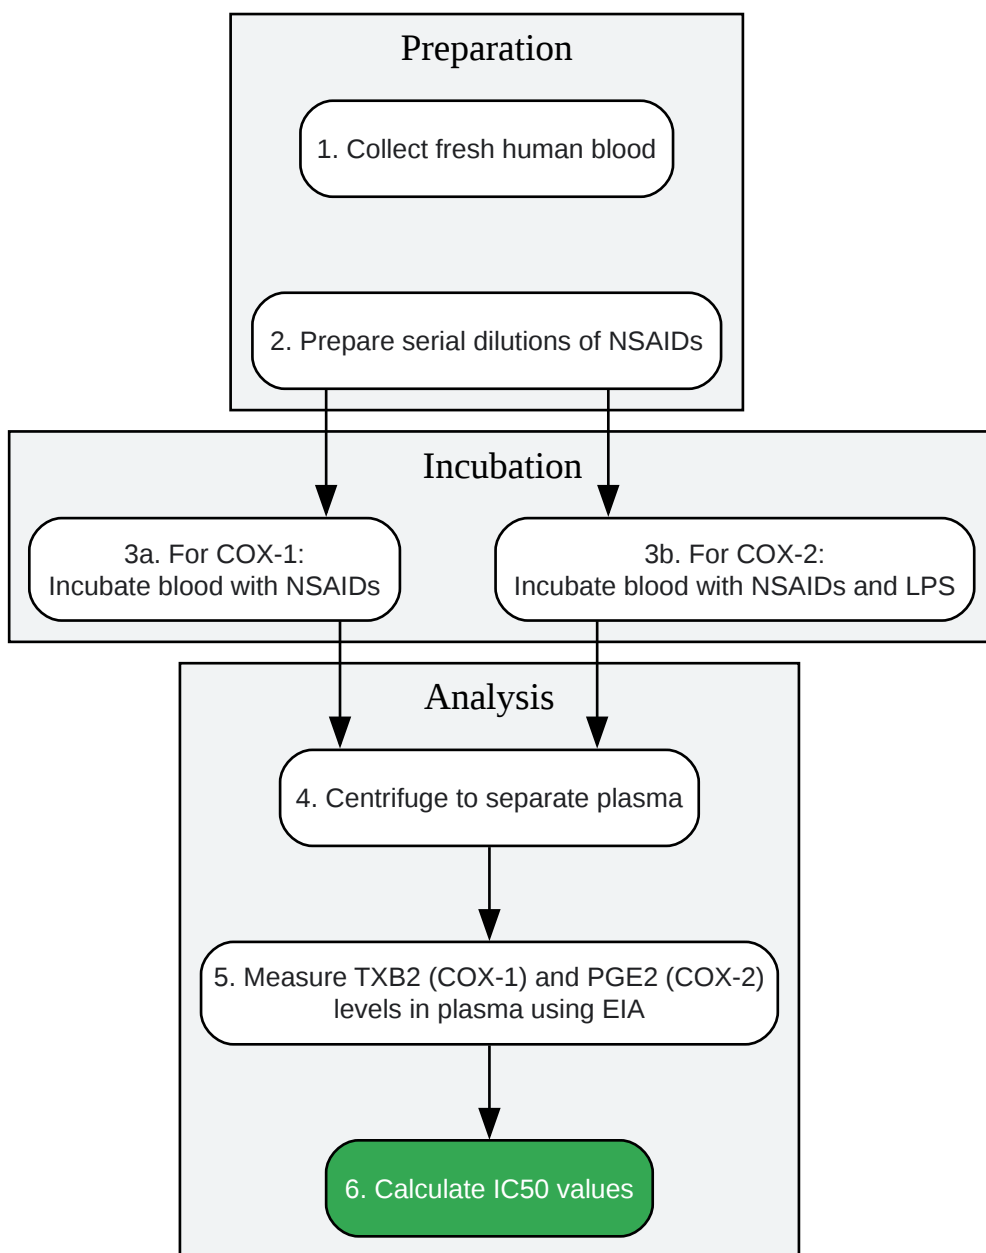 Preparation
1. Collect fresh human blood
2. Prepare serial dilutions of NSAIDs
Incubation
3a. For COX-1:
Incubate blood with NSAIDs
3b. For COX-2:
Incubate blood with NSAIDs and LPS
Analysis
4. Centrifuge to separate plasma
5. Measure TXB2 (COX-1) and PGE2 (COX-2)
levels in plasma using EIA
6. Calculate IC50 values